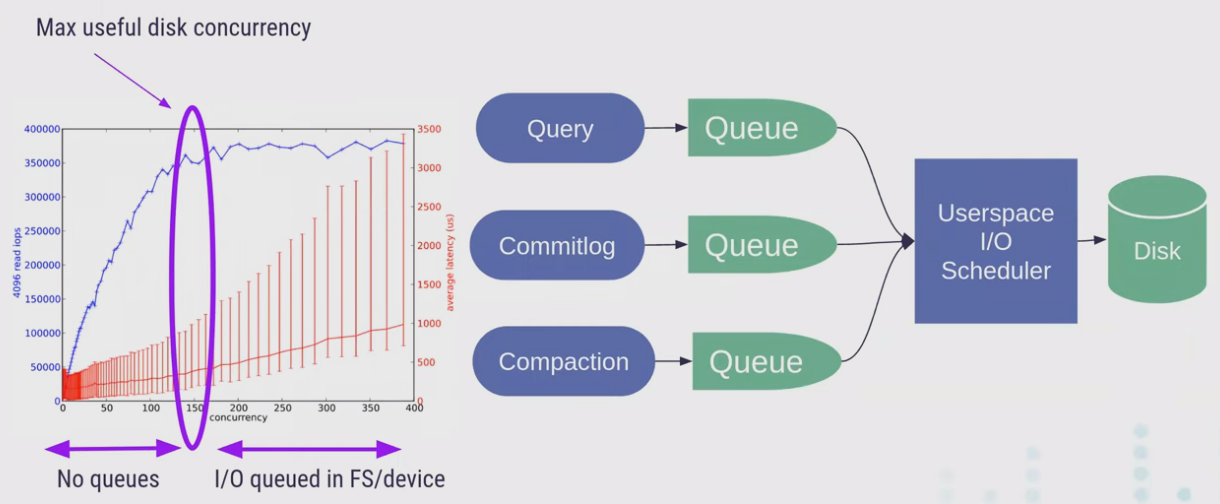 Max useful disk concurrency
400000
350000
300000
250000
200000
150000
100000
50000
0
4096 read iops
3500
3000
2500
2000
1500
1000
500
0
average latency (us)
0
50
100
150
200
250
300
350
400
concurrency
No queues
I/O queued in FS/device
Query
Queue
Commitlog
Queue
Compaction
Queue
Userspace
I/O
Scheduler
Disk